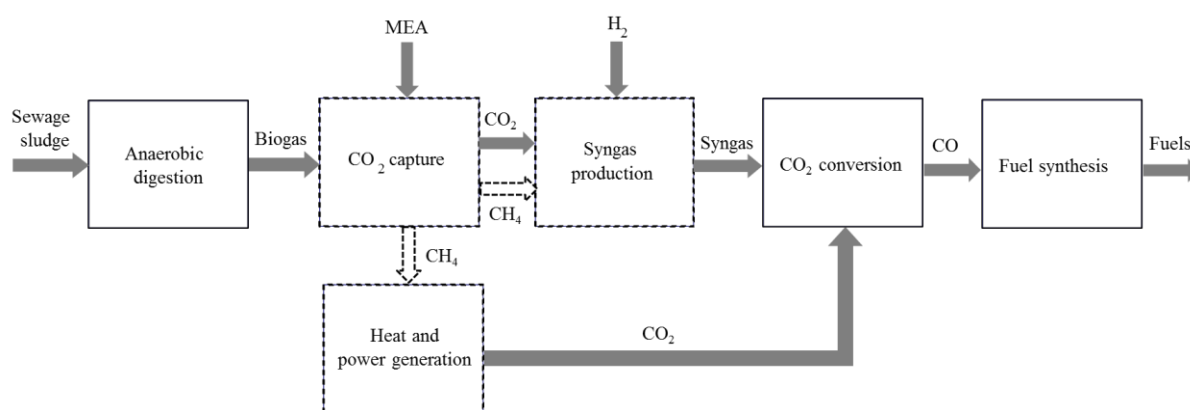 MEA
H2
Sewage
sludge
Anaerobic
digestion
Biogas
CO2 capture
CO2
CH4
Syngas
production
Syngas
CO2 conversion
CO
Fuel synthesis
Fuels
CH4
Heat and
power generation
CO2